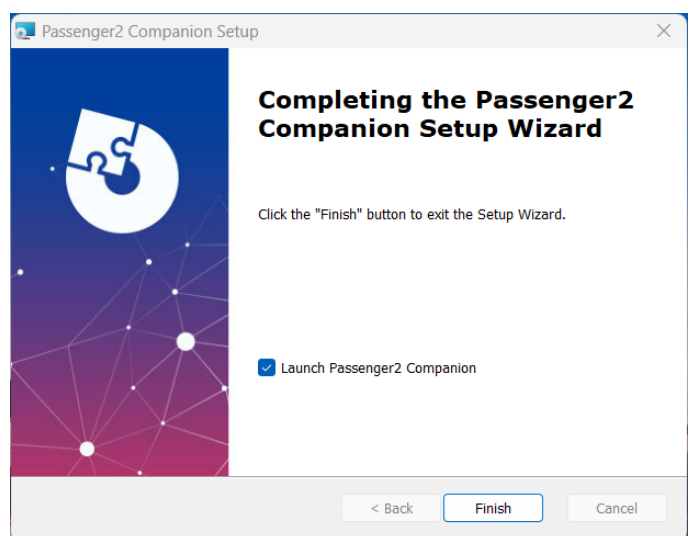 Passenger2 Companion Setup
Completing the Passenger2
Companion Setup Wizard
Click the "Finish" button to exit the Setup Wizard.
Launch Passenger2 Companion
< Back
Finish
Cancel